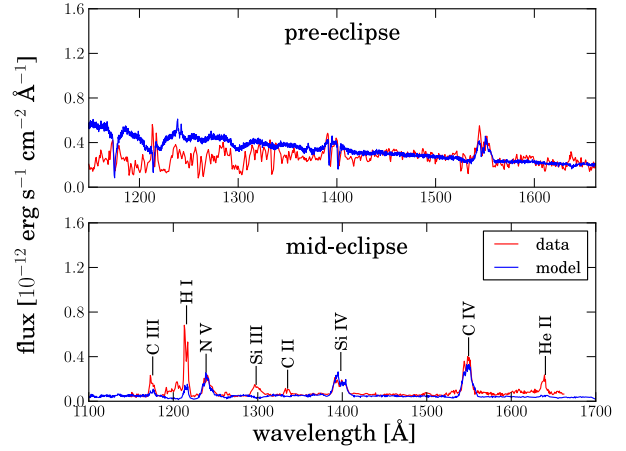 pre-eclipse
1.6
1.2
0.8
0.4
0.0
1200
1300
1400
1500
1600
flux [10⁻¹² erg s⁻¹ cm⁻² Å⁻¹]
mid-eclipse
1.6
1.2
0.8
0.4
0.0
data
model
C III
H I
N V
Si III
C II
Si IV
C IV
He II
1100
1200
1300
1400
1500
1600
1700
wavelength [Å]